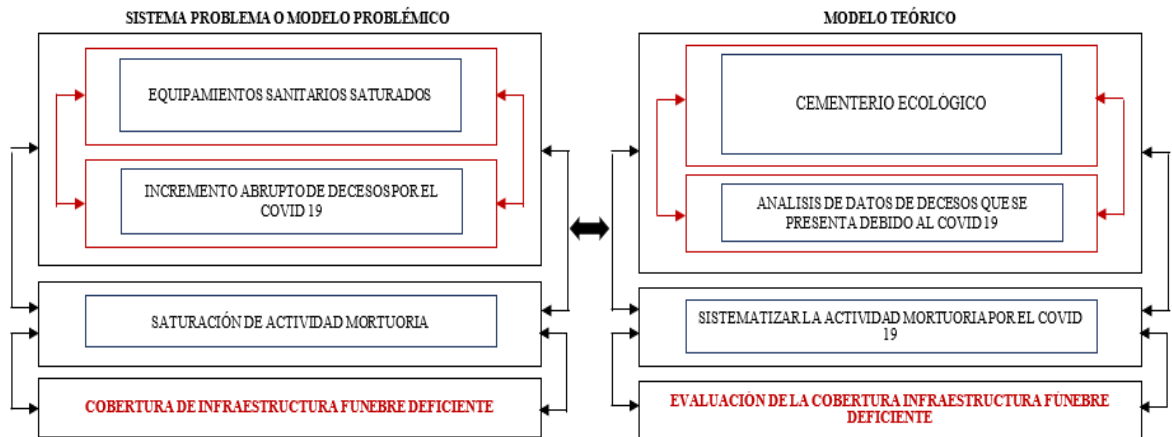 SISTEMA PROBLEMA O MODELO PROBLÉMICO
EQUIPAMIENTOS SANITARIOS SATURADOS
INCREMENTO ABRUPTO DE DECESOS POR EL
COVID 19
SATURACIÓN DE ACTIVIDAD MORTUORIA
COBERTURA DE INFRAESTRUCTURA FUNEBRE DEFICIENTE
MODELO TEÓRICO
CEMENTERIO ECOLÓGICO
ANALISIS DE DATOS DE DECESOS QUE SE
PRESENTA DEBIDO AL COVID 19
SISTEMATIZAR LA ACTIVIDAD MORTUORIA POR EL COVID
19
EVALUACIÓN DE LA COBERTURA INFRAESTRUCTURA FÚNEBRE
DEFICIENTE